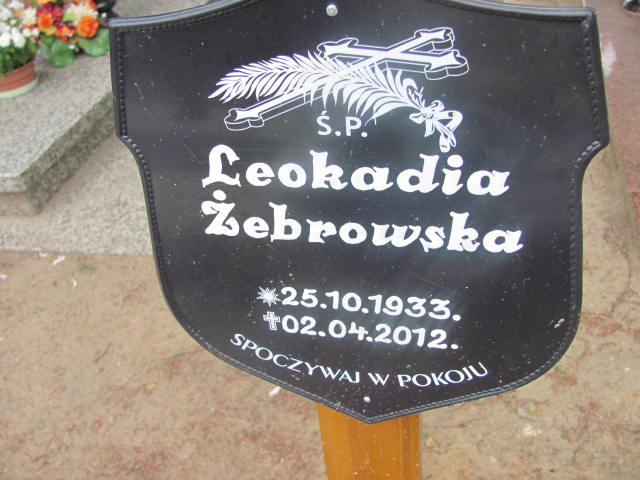 Ś.P.
Leokadia
Żebrowska
25.10.1933.
02.04.2012.
SPOCZYWAJ W POKOJU